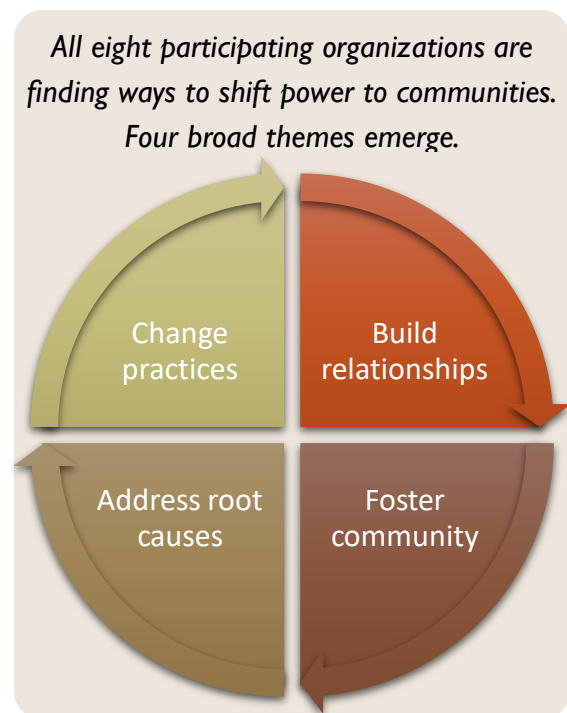 All eight participating organizations are
finding ways to shift power to communities.
Four broad themes emerge.
Change
practices
Build
relationships
Address root
causes
Foster
community